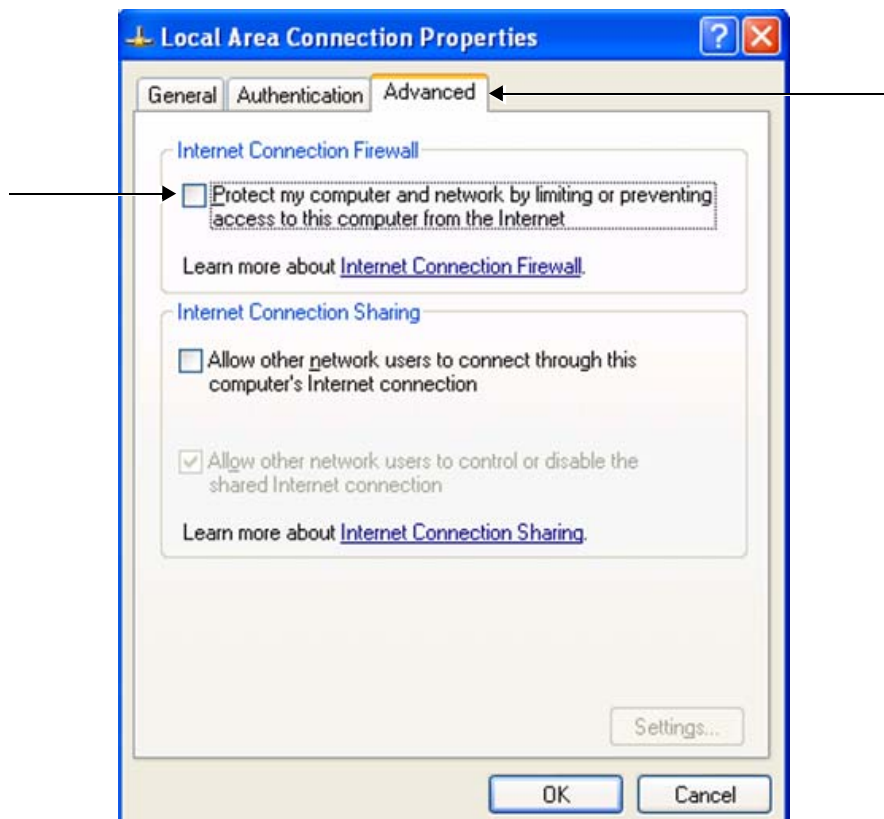 Local Area Connection Properties
General Authentication Advanced
Internet Connection Firewall
Protect my computer and network by limiting or preventing
access to this computer from the Internet
Learn more about Internet Connection Firewall.
Internet Connection Sharing
Allow other network users to connect through this
computer's Internet connection
Allow other network users to control or disable the
shared Internet connection
Learn more about Internet Connection Sharing.
Settings...
OK Cancel